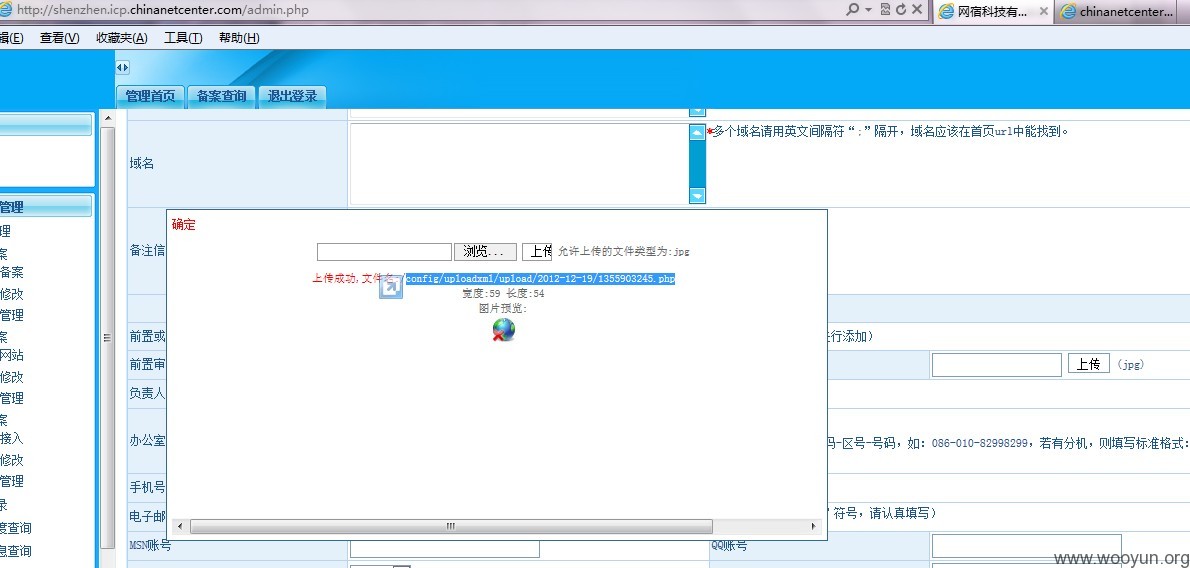 http://shenzhen.icp.chinanetcenter.com/admin.php
网宿科技有... chinanetcenter...
辑(E) 查看(V) 收藏夹(A) 工具(T) 帮助(H)
管理首页 备案查询 退出登录
*多个域名请用英文间隔符“;”隔开，域名应该在首页url中能找到。
域名
管理
理
确定
案
备注信
浏览... 上传 允许上传的文件类型为:jpg
备案
上传成功,文件名:/config/uploadxml/upload/2012-12-19/1355903245.php
修改
宽度:59 长度:54
图片预览:
管理
案
前置或
行添加）
网站
前置审
上传 (jpg)
修改
负责人
管理
案
接入
办公室
码-区号-号码，如：086-010-82998299，若有分机，则填写标准格式：
修改
管理
手机号
录
电子邮
符号，请认真填写）
度查询
息查询
MSN账号
QQ账号
www.wooyun.org